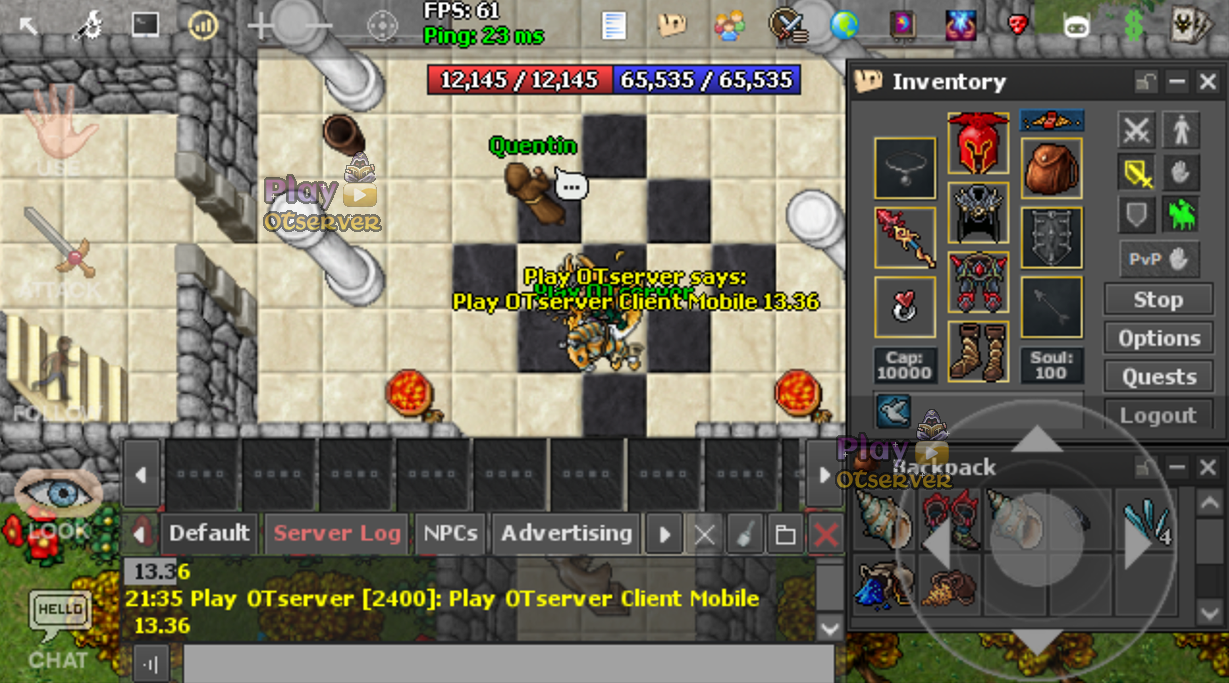 FPS: 61
Ping: 23 ms
12,145 / 12,145
65,535 / 65,535
Inventory
USE
Quentin
Play
OTSERVER
PvP
ATTACK
Play OTserver says:
Play OTserver Client Mobile 13.36
Stop
Options
Quests
Logout
Cap:
10000
Soul:
100
FOLLOW
Play
OTSERVER
Backpack
LOOK
Default
Server Log
NPCs
Advertising
4
13.36
21:35 Play OTserver [2400]: Play OTserver Client Mobile
13.36
HELLO
CHAT